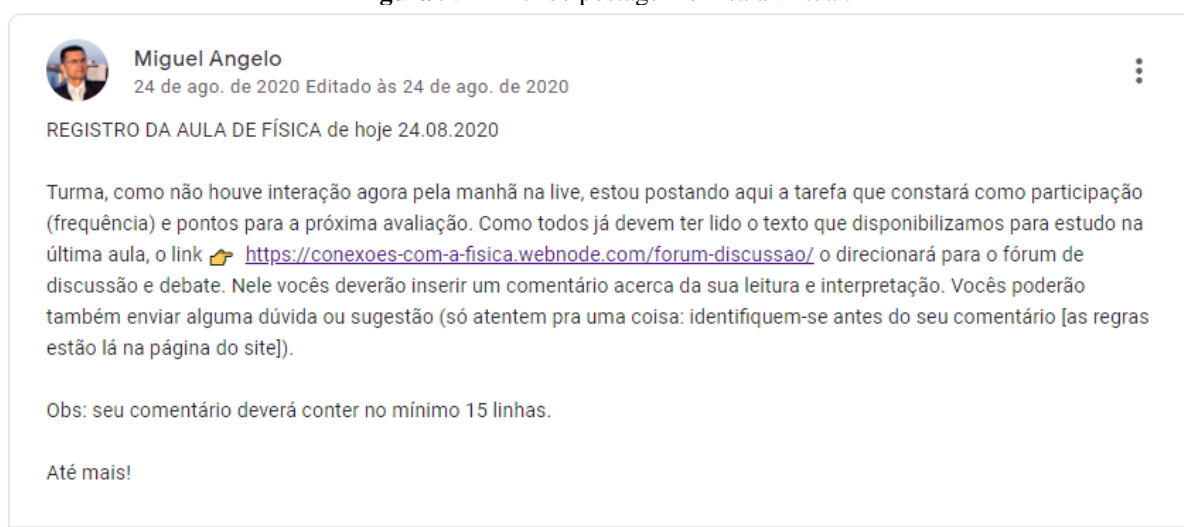 Miguel Angelo
24 de ago. de 2020 Editado às 24 de ago. de 2020
REGISTRO DA AULA DE FÍSICA de hoje 24.08.2020
Turma, como não houve interação agora pela manhã na live, estou postando aqui a tarefa que constará como participação
(frequência) e pontos para a próxima avaliação. Como todos já devem ter lido o texto que disponibilizamos para estudo na
última aula, o link 👉 https://conexoes-com-a-fisica.webnode.com/forum-discussao/ o direcionará para o fórum de
discussão e debate. Nele vocês deverão inserir um comentário acerca da sua leitura e interpretação. Vocês poderão
também enviar alguma dúvida ou sugestão (só atentem pra uma coisa: identifiquem-se antes do seu comentário [as regras
estão lá na página do site]).
Obs: seu comentário deverá conter no mínimo 15 linhas.
Até mais!